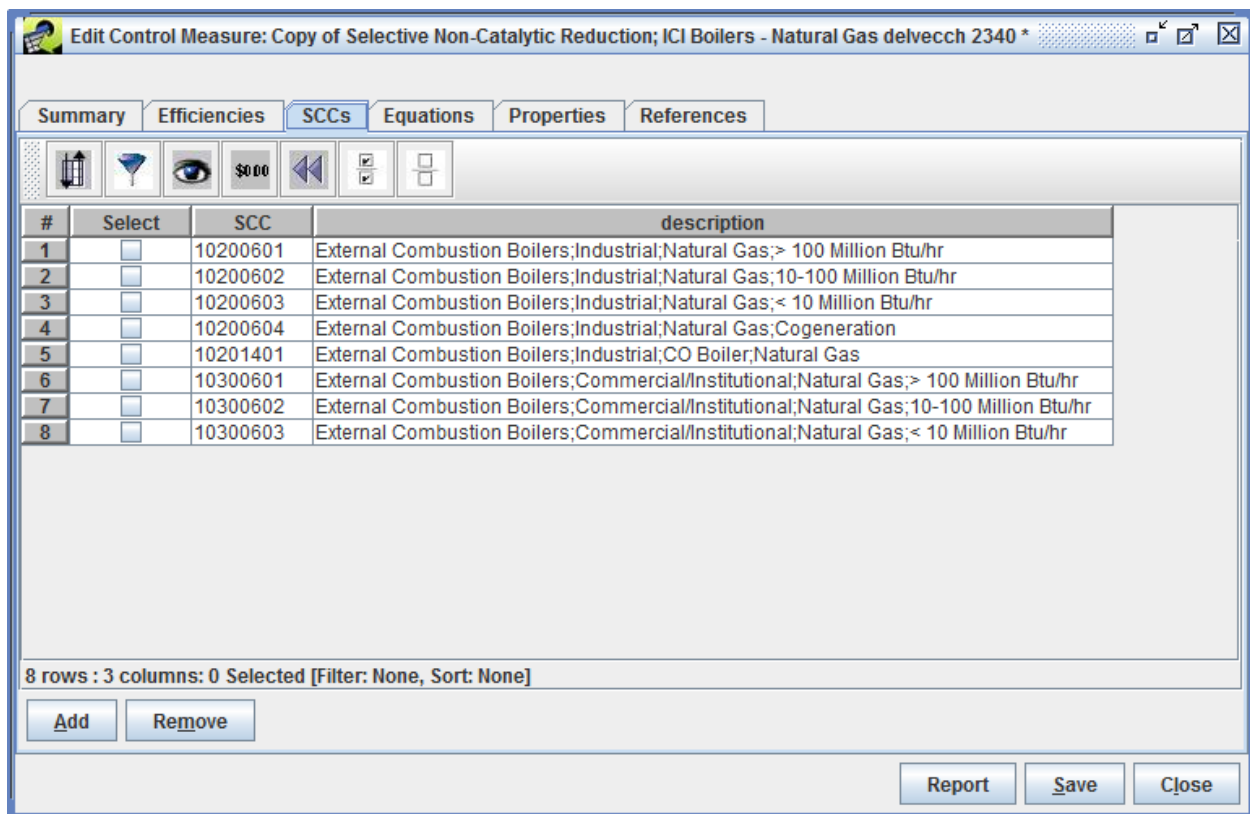 Edit Control Measure: Copy of Selective Non-Catalytic Reduction; ICI Boilers - Natural Gas delvecch 2340 *
Summary Efficiencies SCCs Equations Properties References
$0.00
# Select SCC description
1 10200601 External Combustion Boilers;Industrial;Natural Gas;> 100 Million Btu/hr
2 10200602 External Combustion Boilers;Industrial;Natural Gas;10-100 Million Btu/hr
3 10200603 External Combustion Boilers;Industrial;Natural Gas;< 10 Million Btu/hr
4 10200604 External Combustion Boilers;Industrial;Natural Gas;Cogeneration
5 10201401 External Combustion Boilers;Industrial;CO Boiler;Natural Gas
6 10300601 External Combustion Boilers;Commercial/Institutional;Natural Gas;> 100 Million Btu/hr
7 10300602 External Combustion Boilers;Commercial/Institutional;Natural Gas;10-100 Million Btu/hr
8 10300603 External Combustion Boilers;Commercial/Institutional;Natural Gas;< 10 Million Btu/hr
8 rows : 3 columns: 0 Selected [Filter: None, Sort: None]
Add Remove
Report Save Close